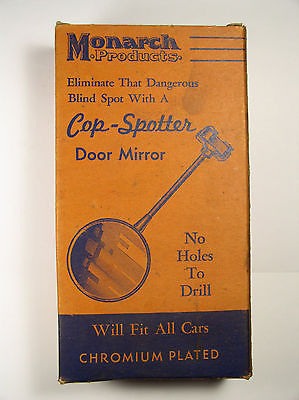 Monarch
Products
Eliminate That Dangerous
Blind Spot With A
Cop-Spotter
Door Mirror
No
Holes
To
Drill
Will Fit All Cars
CHROMIUM PLATED